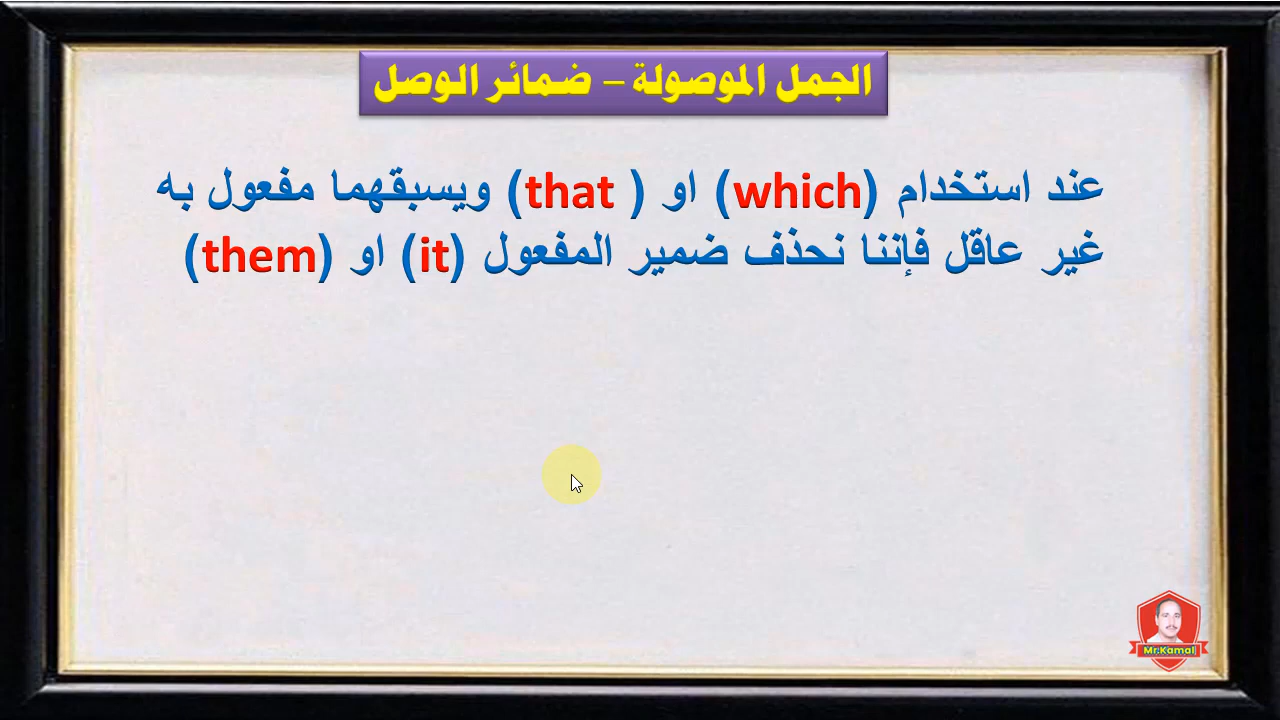 الجمل الموصولة – ضمائر الوصل
عند استخدام (which) او ( that) ويسبقهما مفعول به
غير عاقل فإننا نحذف ضمير المفعول (it) او (them)
Mr.Kamal